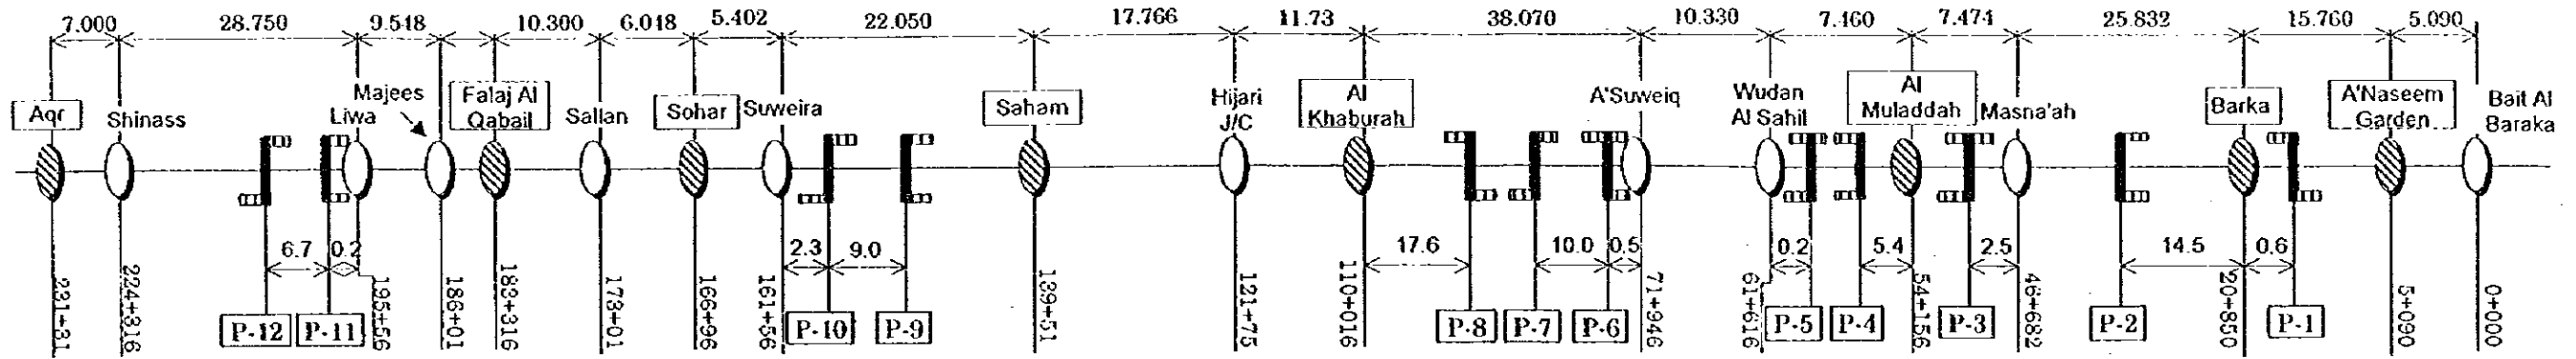 7.000 28.750 9.548 10.300 6.018 5.402 22.050 17.766 11.73 38.070 10.330 7.460 7.474 25.832 15.760 5.090
Aqr
Shinass
Liwa
Majees
Falaj Al
Qabail
Sallan
Sohar
Suweira
Saham
Hijari
J/C
Al
Khaburah
A'Suweiq
Wudan
Al Sahil
Al
Muladdah
Masna'ah
Barka
A'Naseem
Garden
Bait Al
Baraka
6.7 0.2 2.3 9.0 17.6 10.0 0.5 0.2 5.4 2.5 14.5 0.6
231+31
224+316
195+56
186+01
183+316
173+01
166+96
161+56
139+51
121+75
110+016
71+946
61+616
54+156
46+682
20+850
5+090
0+000
P-12 P-11 P-10 P-9 P-8 P-7 P-6 P-5 P-4 P-3 P-2 P-1